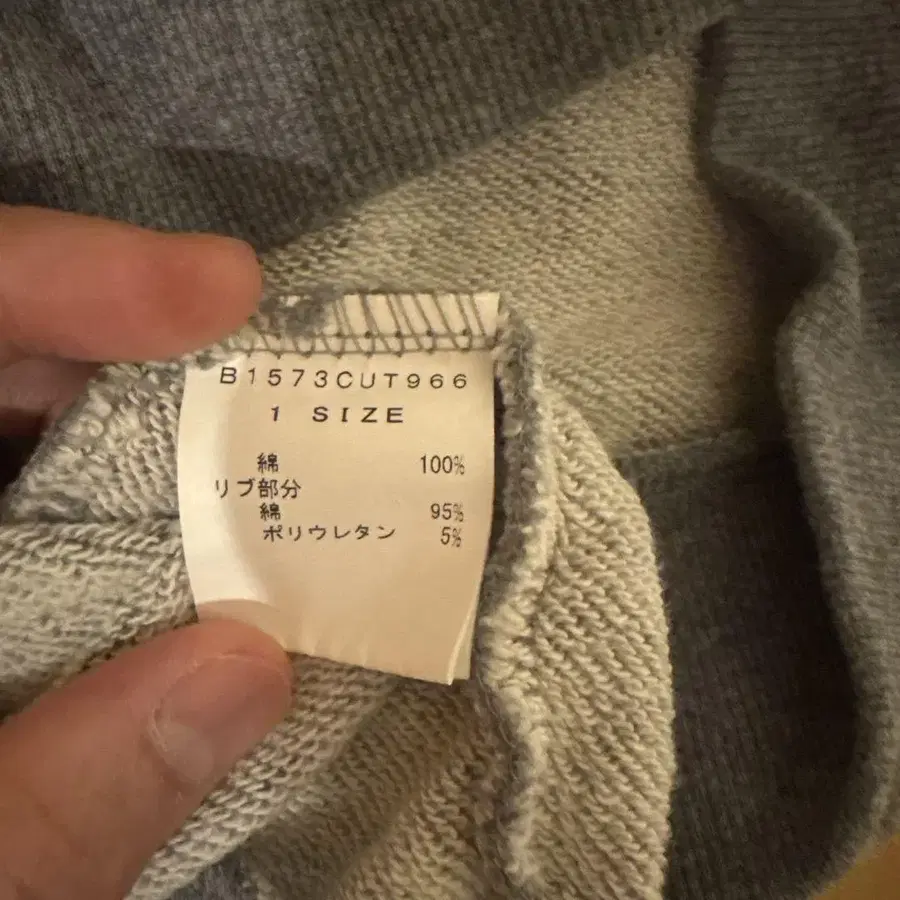 B1573CUT966
1 SIZE
綿 100%
リブ部分
綿 95%
ポリウレタン 5%